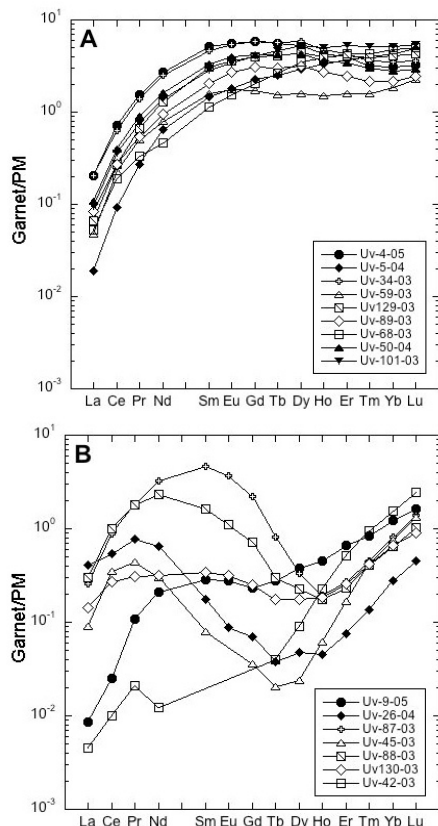 10¹
A
10⁰
Garnet/PM
10⁻¹
10⁻²
10⁻³
Uv-4-05
Uv-5-04
Uv-34-03
Uv-59-03
Uv129-03
Uv-89-03
Uv-68-03
Uv-50-04
Uv-101-03
La Ce Pr Nd Sm Eu Gd Tb Dy Ho Er Tm Yb Lu
10¹
B
10⁰
Garnet/PM
10⁻¹
10⁻²
10⁻³
Uv-9-05
Uv-26-04
Uv-87-03
Uv-45-03
Uv-88-03
Uv130-03
Uv-42-03
La Ce Pr Nd Sm Eu Gd Tb Dy Ho Er Tm Yb Lu